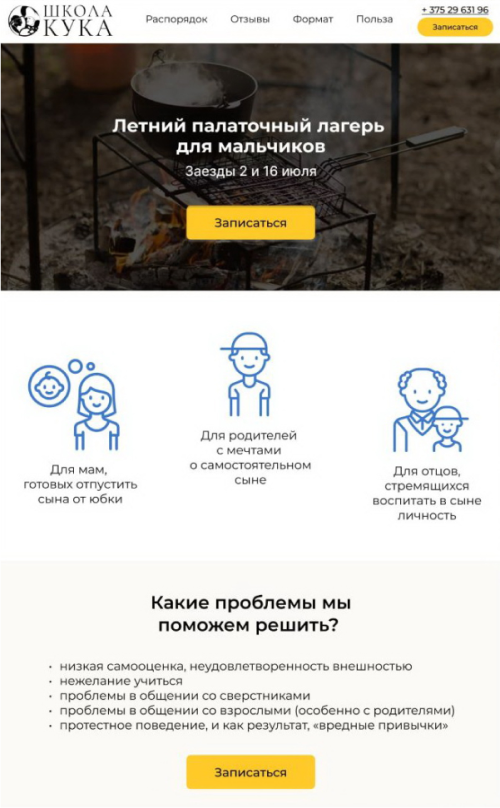 ШКОЛА
КУКА
Распорядок Отзывы Формат Польза
+ 375 29 631 96
Записаться
Летний палаточный лагерь
для мальчиков
Заезды 2 и 16 июля
Записаться
Для мам,
готовых отпустить
сына от юбки
Для родителей
с мечтами
о самостоятельном
сыне
Для отцов,
стремящихся
воспитать в сыне
личность
Какие проблемы мы
поможем решить?
• низкая самооценка, неудовлетворенность внешностью
• нежелание учиться
• проблемы в общении со сверстниками
• проблемы в общении со взрослыми (особенно с родителями)
• протестное поведение, и как результат, «вредные привычки»
Записаться